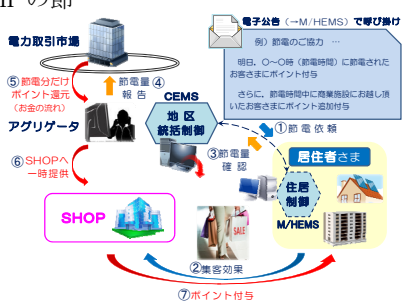 の節
電力取引市場
電子公告（→M/HEMS）で呼び掛け
例）節電のご協力 …
明日、〇～〇時（節電時間）に節電された
お客さまにポイント付与
さらに、節電時間中に商業施設にお越し頂
いたお客さまにポイント追加付与
⑤節電分だけ
ポイント還元
（お金の流れ）
節電量④
報告
CEMS
地区
統括制御
アグリゲータ
①節電依頼
③節電量
確認
居住者さま
住居
制御
M/HEMS
⑥SHOPへ
一時提供
SHOP
SALE
②集客効果
⑦ポイント付与